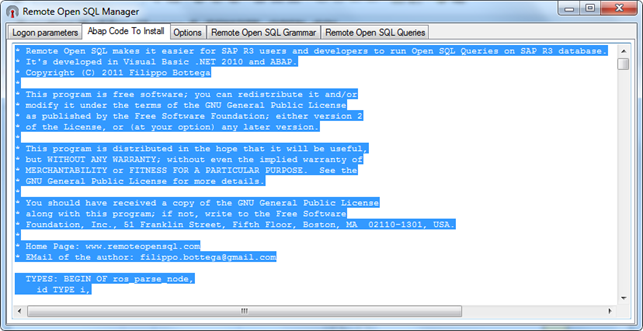 Remote Open SQL Manager
Logon parameters Abap Code To Install Options Remote Open SQL Grammar Remote Open SQL Queries
* Remote Open SQL makes it easier for SAP R3 users and developers to run Open SQL Queries on SAP R3 database.
* It's developed in Visual Basic .NET 2010 and ABAP.
* Copyright (C) 2011 Filippo Bottega
*
* This program is free software; you can redistribute it and/or
* modify it under the terms of the GNU General Public License
* as published by the Free Software Foundation; either version 2
* of the License, or (at your option) any later version.
*
* This program is distributed in the hope that it will be useful,
* but WITHOUT ANY WARRANTY; without even the implied warranty of
* MERCHANTABILITY or FITNESS FOR A PARTICULAR PURPOSE.  See the
* GNU General Public License for more details.
*
* You should have received a copy of the GNU General Public License
* along with this program; if not, write to the Free Software
* Foundation, Inc., 51 Franklin Street, Fifth Floor, Boston, MA  02110-1301, USA.
*
* Home Page: www.remoteopensql.com
* EMail of the author: filippo.bottega@gmail.com
TYPES: BEGIN OF ros_parse_node,
id TYPE i,